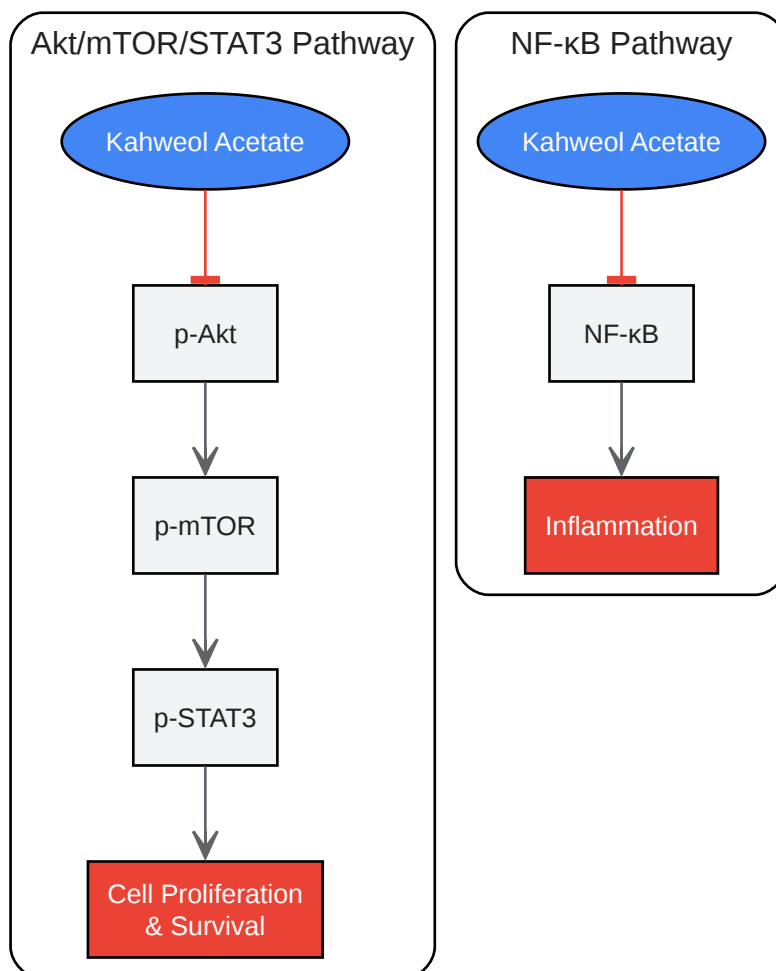 Akt/mTOR/STAT3 Pathway
Kahweol Acetate
p-Akt
p-mTOR
p-STAT3
Cell Proliferation
& Survival
NF-κB Pathway
Kahweol Acetate
NF-κB
Inflammation